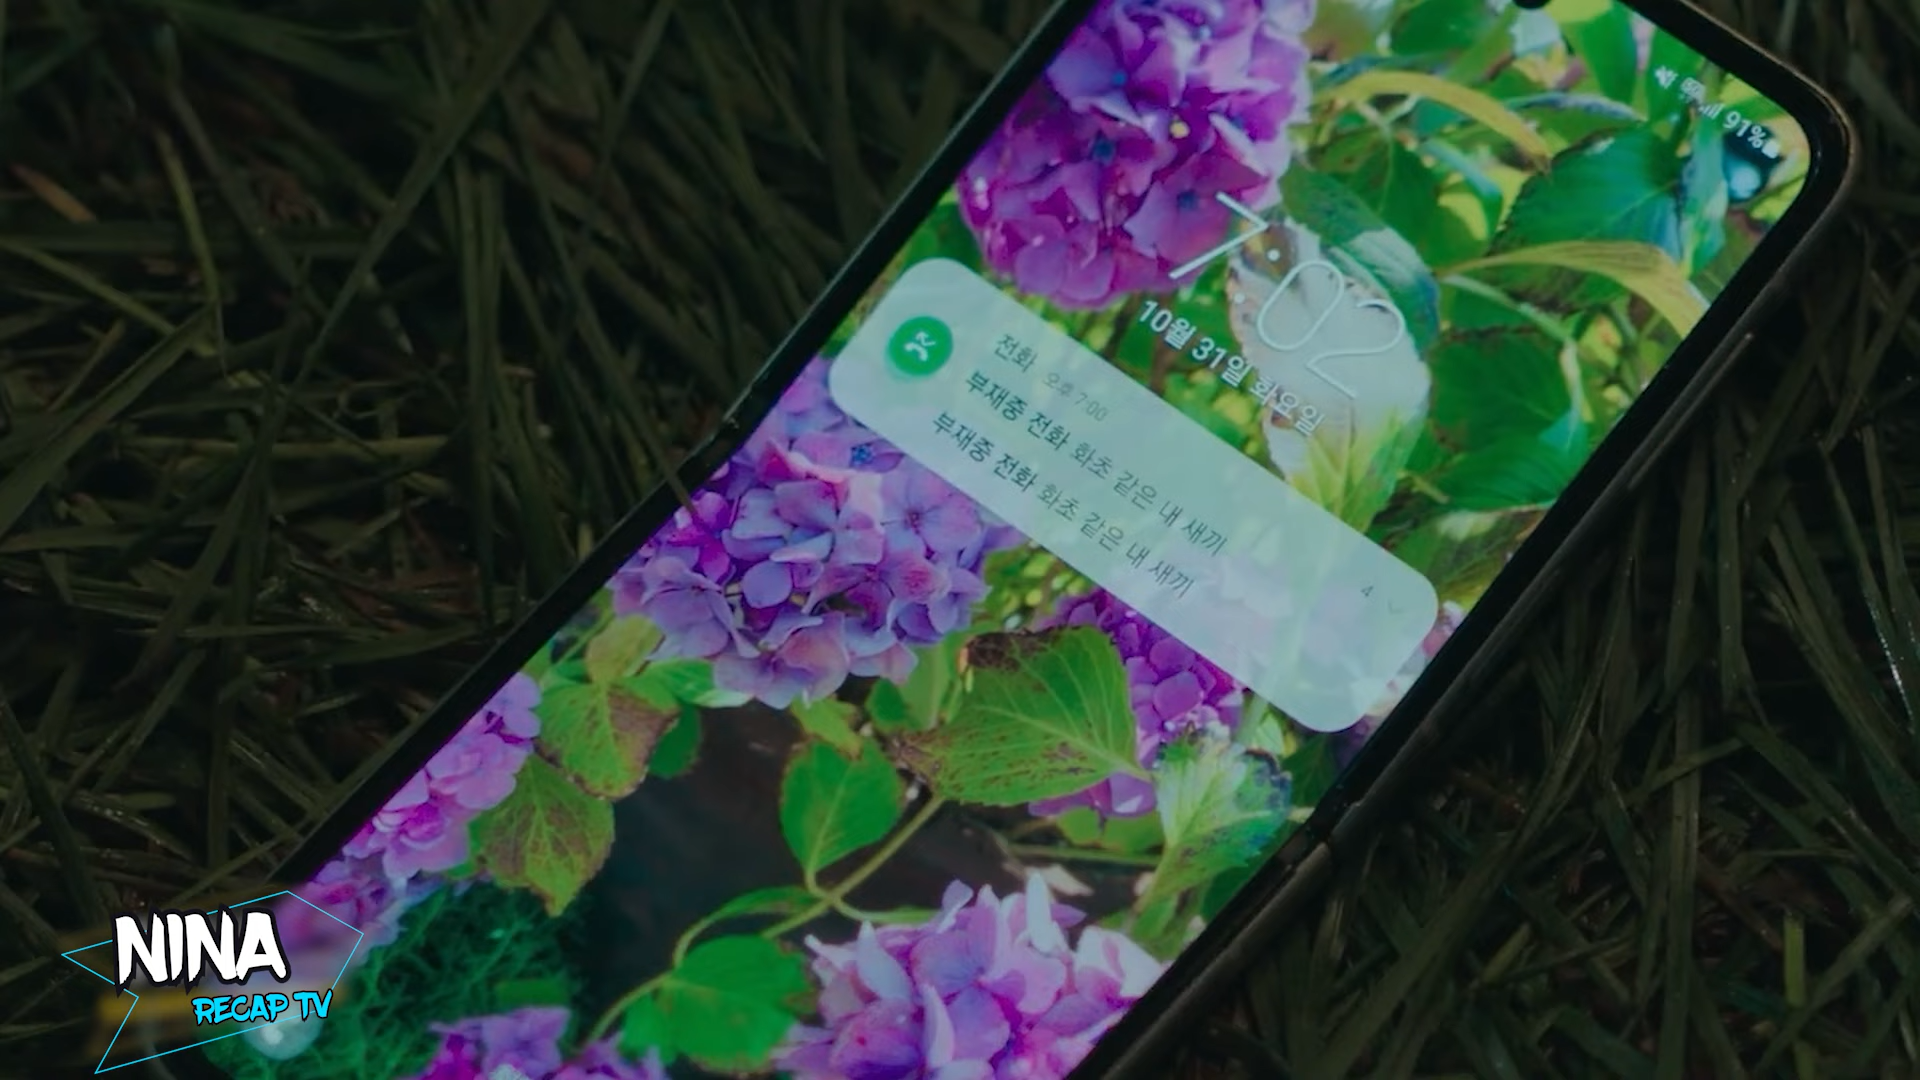 91%
7:02
10월 31일 화요일
전화 오후 7:00
부재중 전화 화초 같은 내 새끼
부재중 전화 화초 같은 내 새끼
4
NINA
RECAP TV